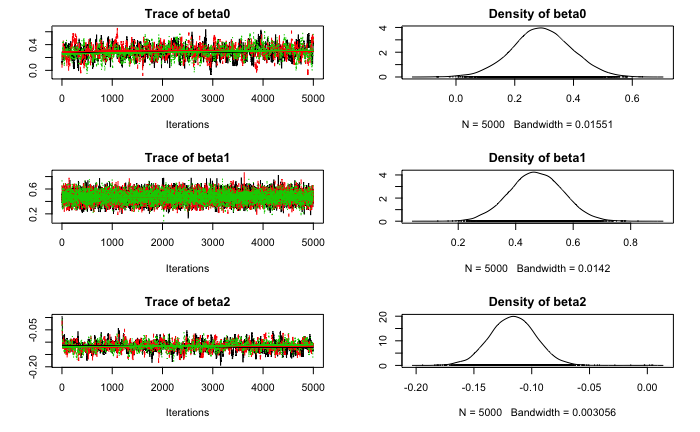 Trace of beta0
0.4
0.0
0 1000 2000 3000 4000 5000
Iterations
Density of beta0
4
2
0
0.0 0.2 0.4 0.6
N = 5000 Bandwidth = 0.01551
Trace of beta1
0.6
0.2
0 1000 2000 3000 4000 5000
Iterations
Density of beta1
4
2
0
0.2 0.4 0.6 0.8
N = 5000 Bandwidth = 0.0142
Trace of beta2
-0.05
-0.20
0 1000 2000 3000 4000 5000
Iterations
Density of beta2
20
10
0
-0.20 -0.15 -0.10 -0.05 0.00
N = 5000 Bandwidth = 0.003056